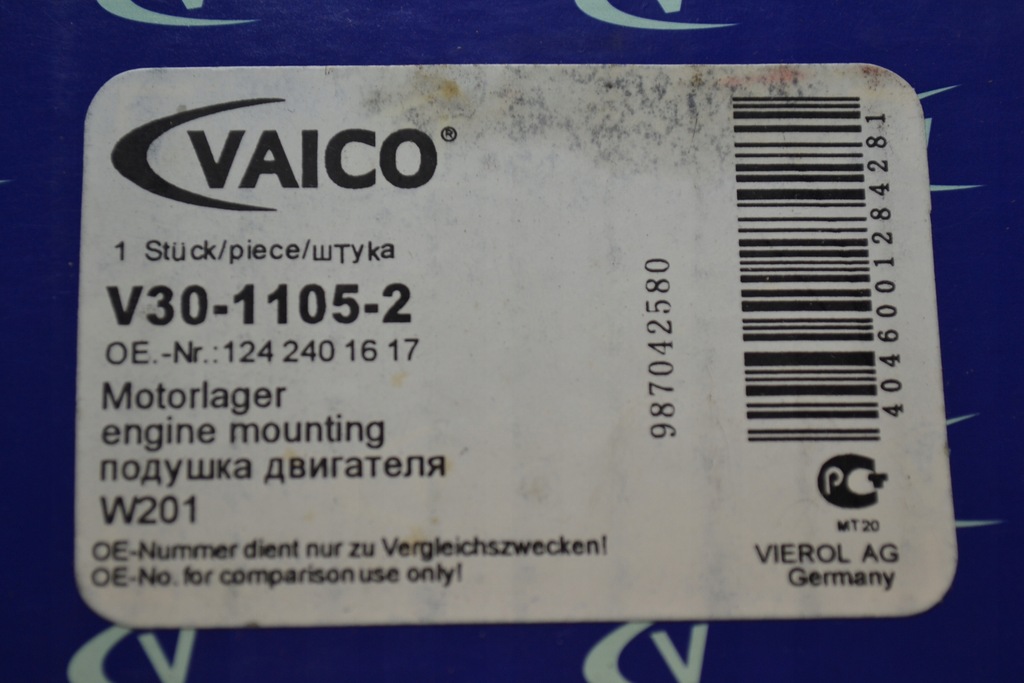 VAICO®
1 Stück/piece/штука
V30-1105-2
OE.-Nr.:124 240 16 17
Motorlager
engine mounting
подушка двигателя
W201
OE-Nummer dient nur zu Vergleichszwecken!
OE-No. for comparison use only!
987042580
4046001284281
РСТ
MT20
VIEROL AG
Germany